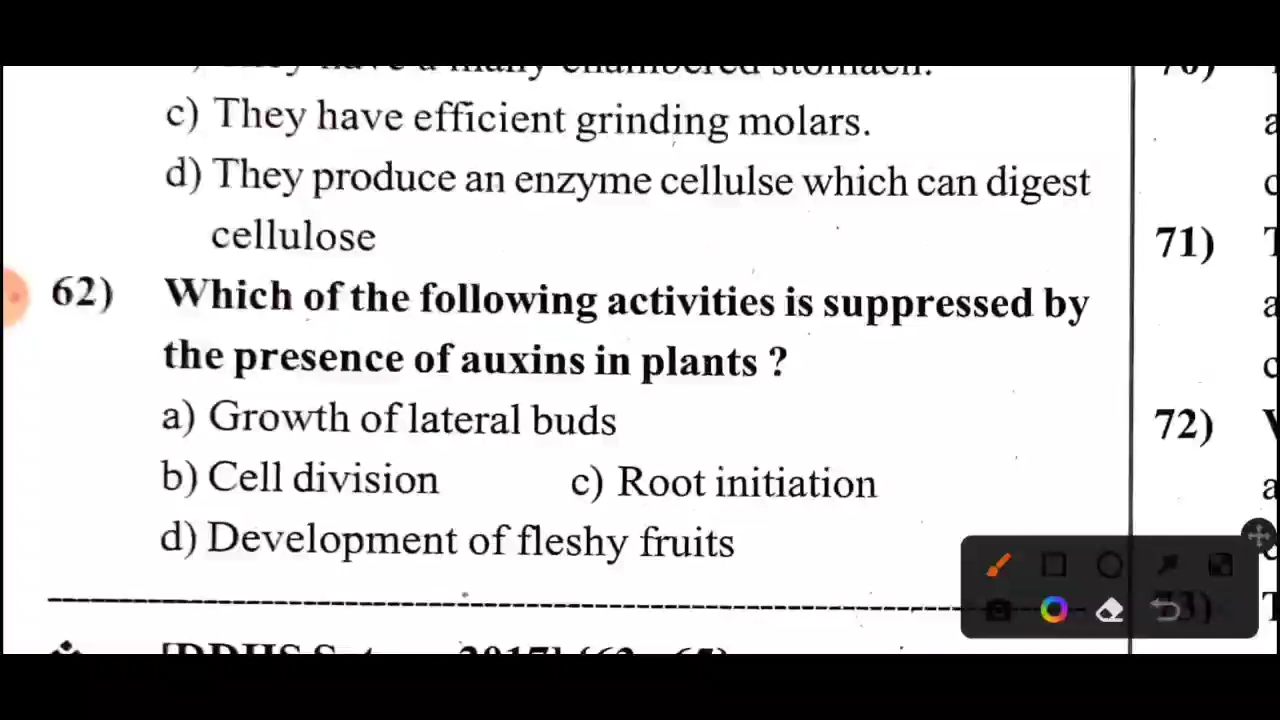 c) They have efficient grinding molars.
d) They produce an enzyme cellulse which can digest
cellulose
62) Which of the following activities is suppressed by
the presence of auxins in plants ?
a) Growth of lateral buds
b) Cell division c) Root initiation
d) Development of fleshy fruits
71)
72)